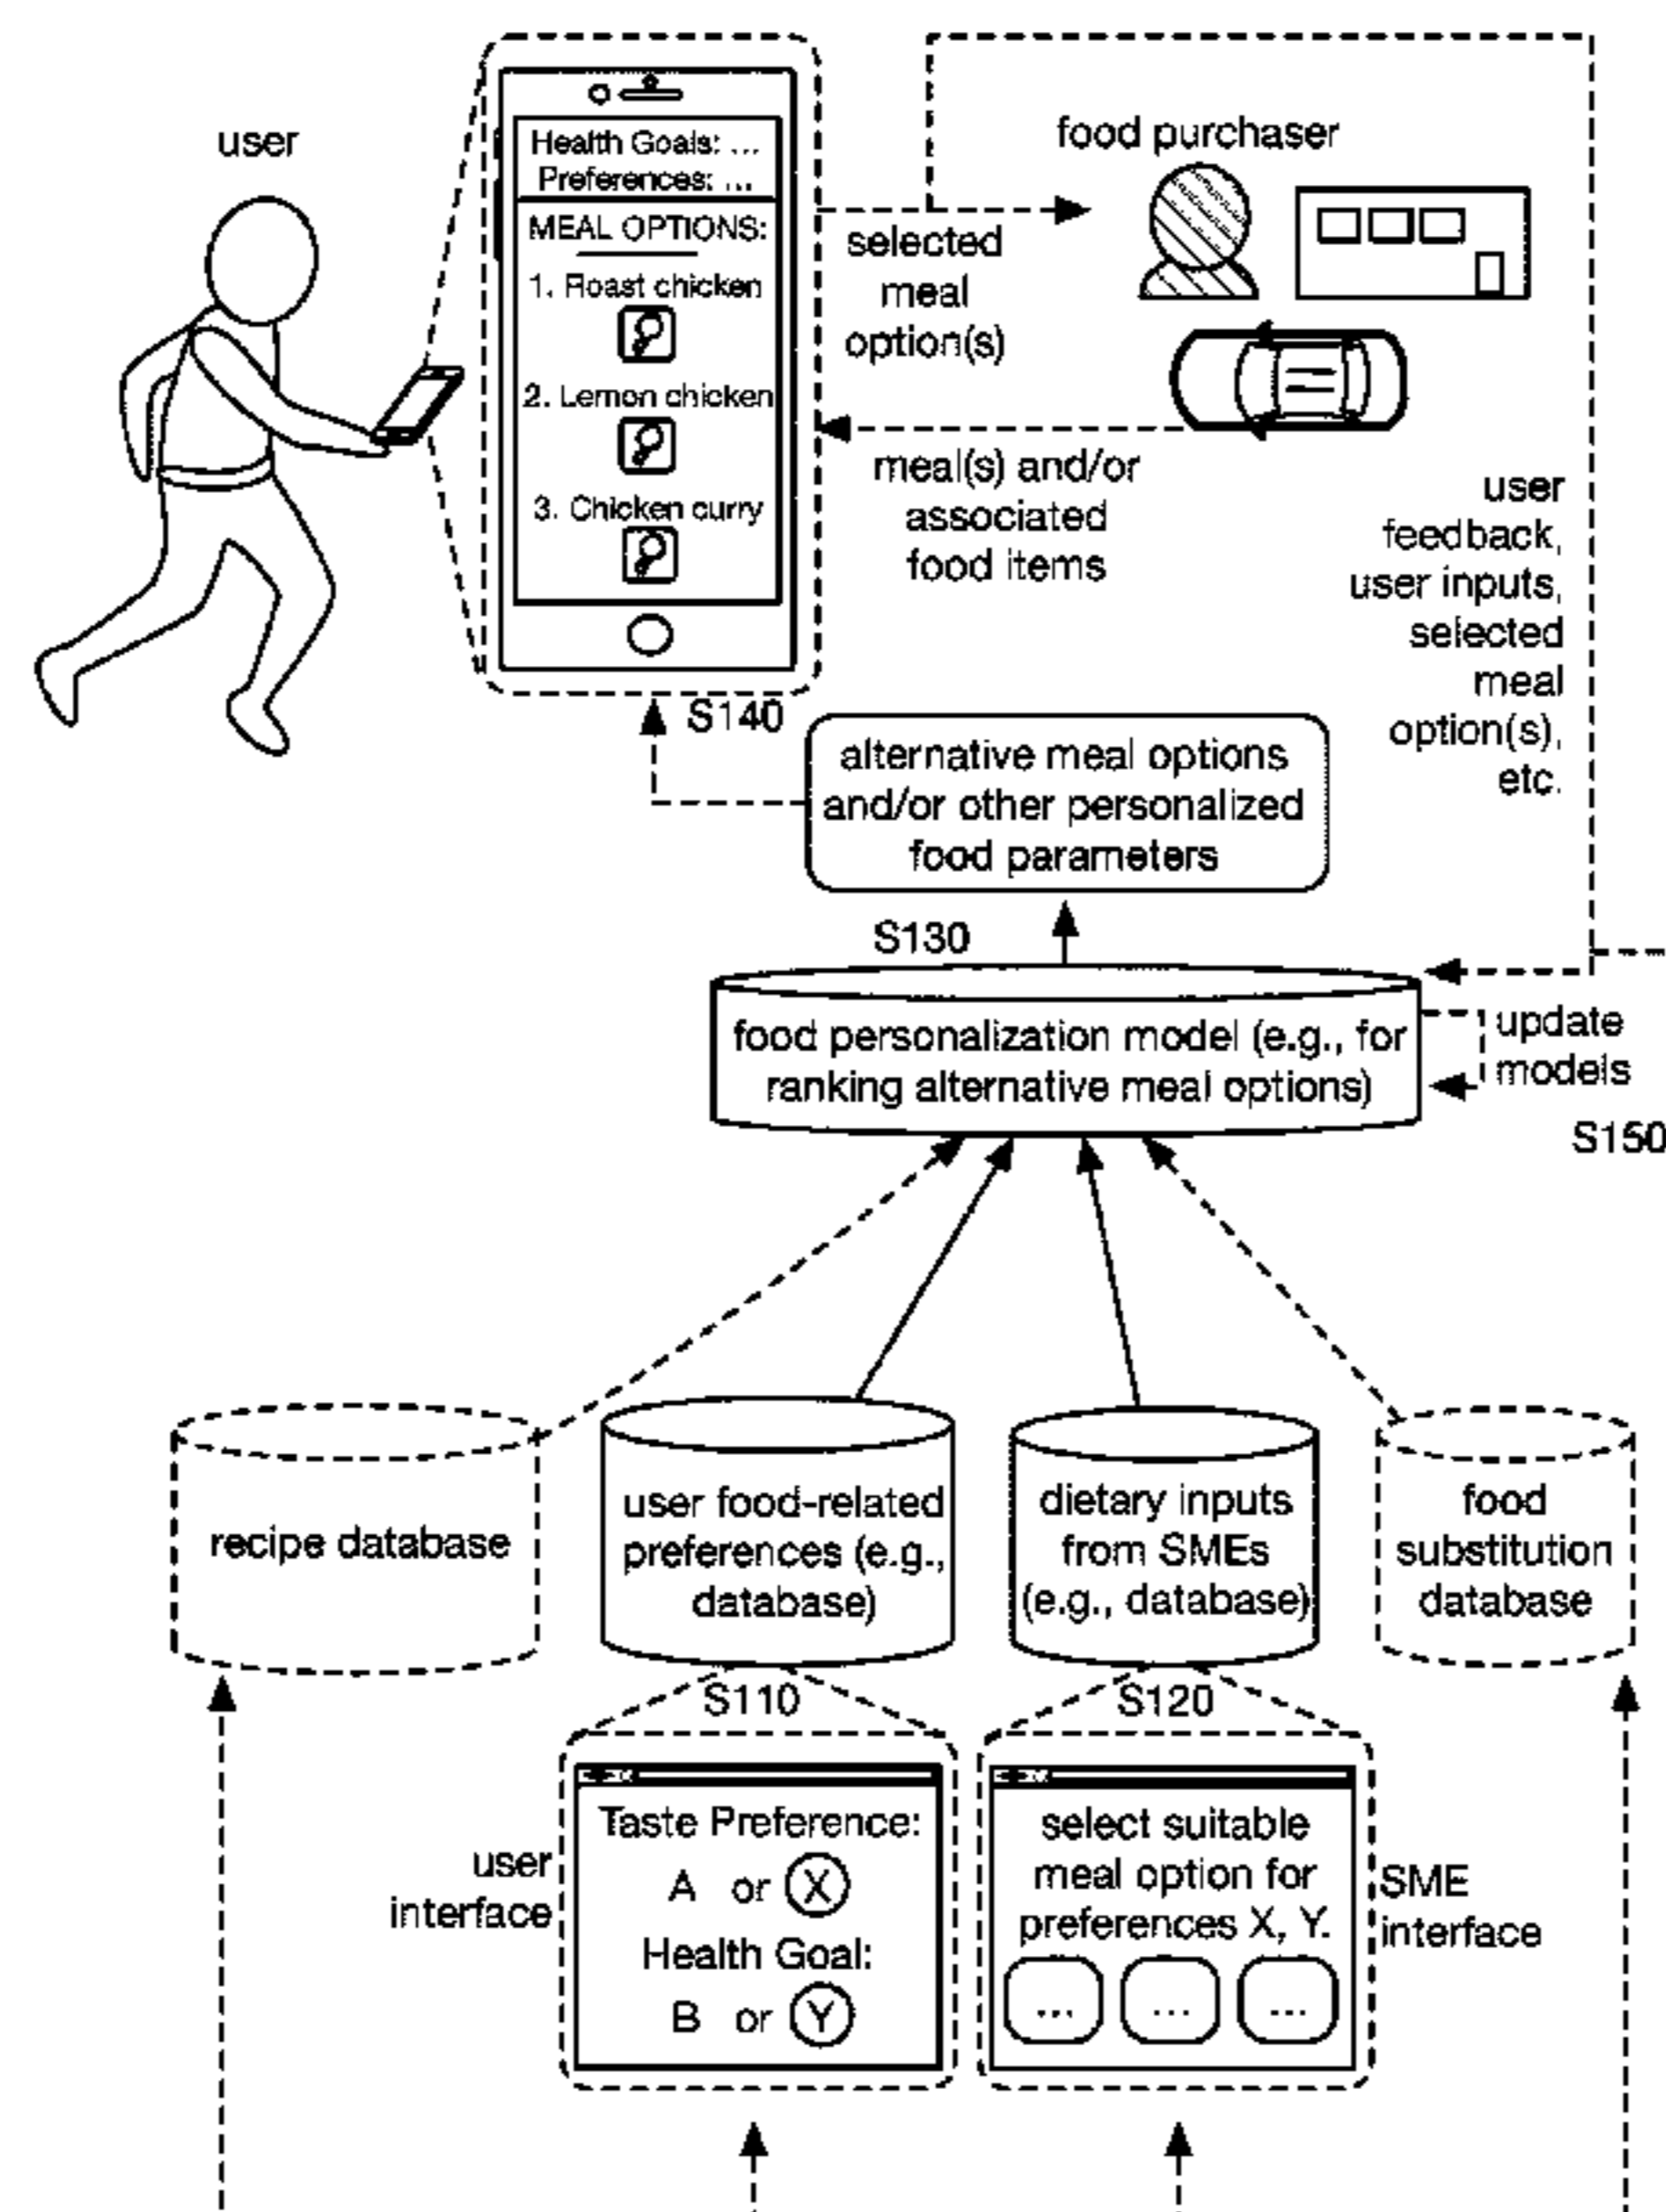 user
Health Goals: ...
Preferences: ...
MEAL OPTIONS:
1. Roast chicken
2. Lemon chicken
3. Chicken curry
food purchaser
selected
meal
option(s)
meal(s) and/or
associated
food items
user
feedback,
user inputs,
selected
meal
option(s),
etc.
S140
alternative meal options
and/or other personalized
food parameters
S130
food personalization model (e.g., for
ranking alternative meal options)
update
models
S150
recipe database
user food-related
preferences (e.g.,
database)
dietary inputs
from SMEs
(e.g., database)
food
substitution
database
S110
S120
user
interface
Taste Preference:
A or X
Health Goal:
B or Y
select suitable
meal option for
preferences X, Y.
... ... ...
SME
interface